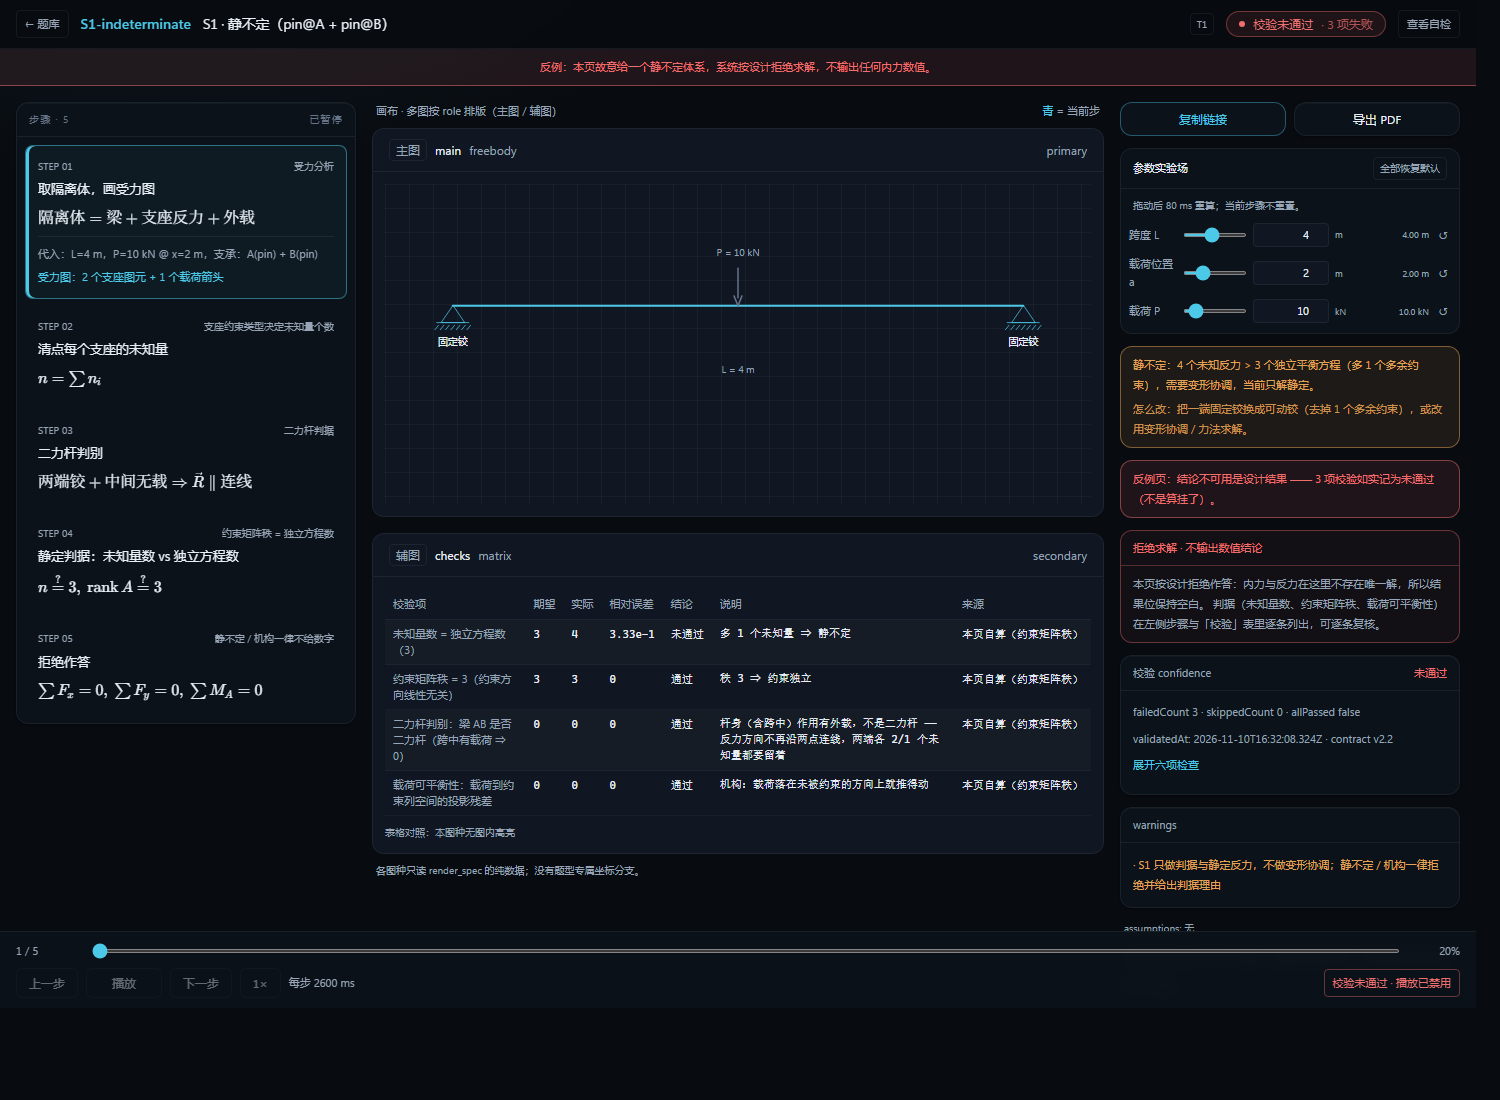 ← 题库 S1-indeterminate S1 · 静不定（pin@A + pin@B） T1 校验未通过 · 3 项失败 查看自检
反例：本页故意给一个静不定体系，系统按设计拒绝求解，不输出任何内力数值。
步骤 · 5 已暂停
STEP 01 受力分析
取隔离体，画受力图
隔离体 = 梁 + 支座反力 + 外载
代入：L=4 m，P=10 kN @ x=2 m，支承：A(pin) + B(pin)
受力图：2 个支座图元 + 1 个载荷箭头
STEP 02 支座约束类型决定未知量个数
清点每个支座的未知量
n = ∑ nᵢ
STEP 03 二力杆判据
二力杆判别
两端铰 + 中间无载 ⇒ R⃗ ∥ 连线
STEP 04 约束矩阵秩 = 独立方程数
静定判据：未知量数 vs 独立方程数
n ≟ 3, rank A ≟ 3
STEP 05 静不定 / 机构一律不给数字
拒绝作答
∑ Fx = 0, ∑ Fy = 0, ∑ MA = 0
画布 · 多图按 role 排版（主图 / 辅图） 青 = 当前步
主图 main freebody primary
P = 10 kN
固定铰 固定铰
L = 4 m
辅图 checks matrix secondary
校验项 期望 实际 相对误差 结论 说明 来源
未知量数 = 独立方程数（3） 3 4 3.33e-1 未通过 多 1 个未知量 ⇒ 静不定 本页自算（约束矩阵秩）
约束矩阵秩 = 3（约束方向线性无关） 3 3 0 通过 秩 3 ⇒ 约束独立 本页自算（约束矩阵秩）
二力杆判别：梁 AB 是否二力杆（跨中有载荷 ⇒ 0） 0 0 0 通过 杆身（含跨中）作用有外载，不是二力杆 —— 反力方向不再沿两点连线，两端各 2/1 个未知量都要留着 本页自算（约束矩阵秩）
载荷可平衡性：载荷到约束列空间的投影残差 0 0 0 通过 机构：载荷落在未被约束的方向上就推得动 本页自算（约束矩阵秩）
表格对照：本图种无图内高亮
各图种只读 render_spec 的纯数据；没有题型专属坐标分支。
复制链接 导出 PDF
参数实验场 全部恢复默认
拖动后 80 ms 重算；当前步骤不重置。
跨度 L 4 m 4.00 m ↺
载荷位置 a 2 m 2.00 m ↺
载荷 P 10 kN 10.0 kN ↺
静不定：4 个未知反力 > 3 个独立平衡方程（多 1 个多余约
束），需要变形协调，当前只解静定。
怎么改：把一端固定铰换成可动铰（去掉 1 个多余约束），或改
用变形协调 / 力法求解。
反例页：结论不可用是设计结果 —— 3 项校验如实记为未通过
（不是算挂了）。
拒绝求解 · 不输出数值结论
本页按设计拒绝作答：内力与反力在这里不存在唯一解，所以结
果位保持空白。 判据（未知量数、约束矩阵秩、载荷可平衡性）
在左侧步骤与「校验」表里逐条列出，可逐条复核。
校验 confidence 未通过
failedCount 3 · skippedCount 0 · allPassed false
validatedAt: 2026-11-10T16:32:08.324Z · contract v2.2
展开六项检查
warnings
· S1 只做判据与静定反力，不做变形协调；静不定 / 机构一律拒
绝并给出判据理由
assumptions: 无
1 / 5 20%
上一步 播放 下一步 1× 每步 2600 ms 校验未通过 · 播放已禁用